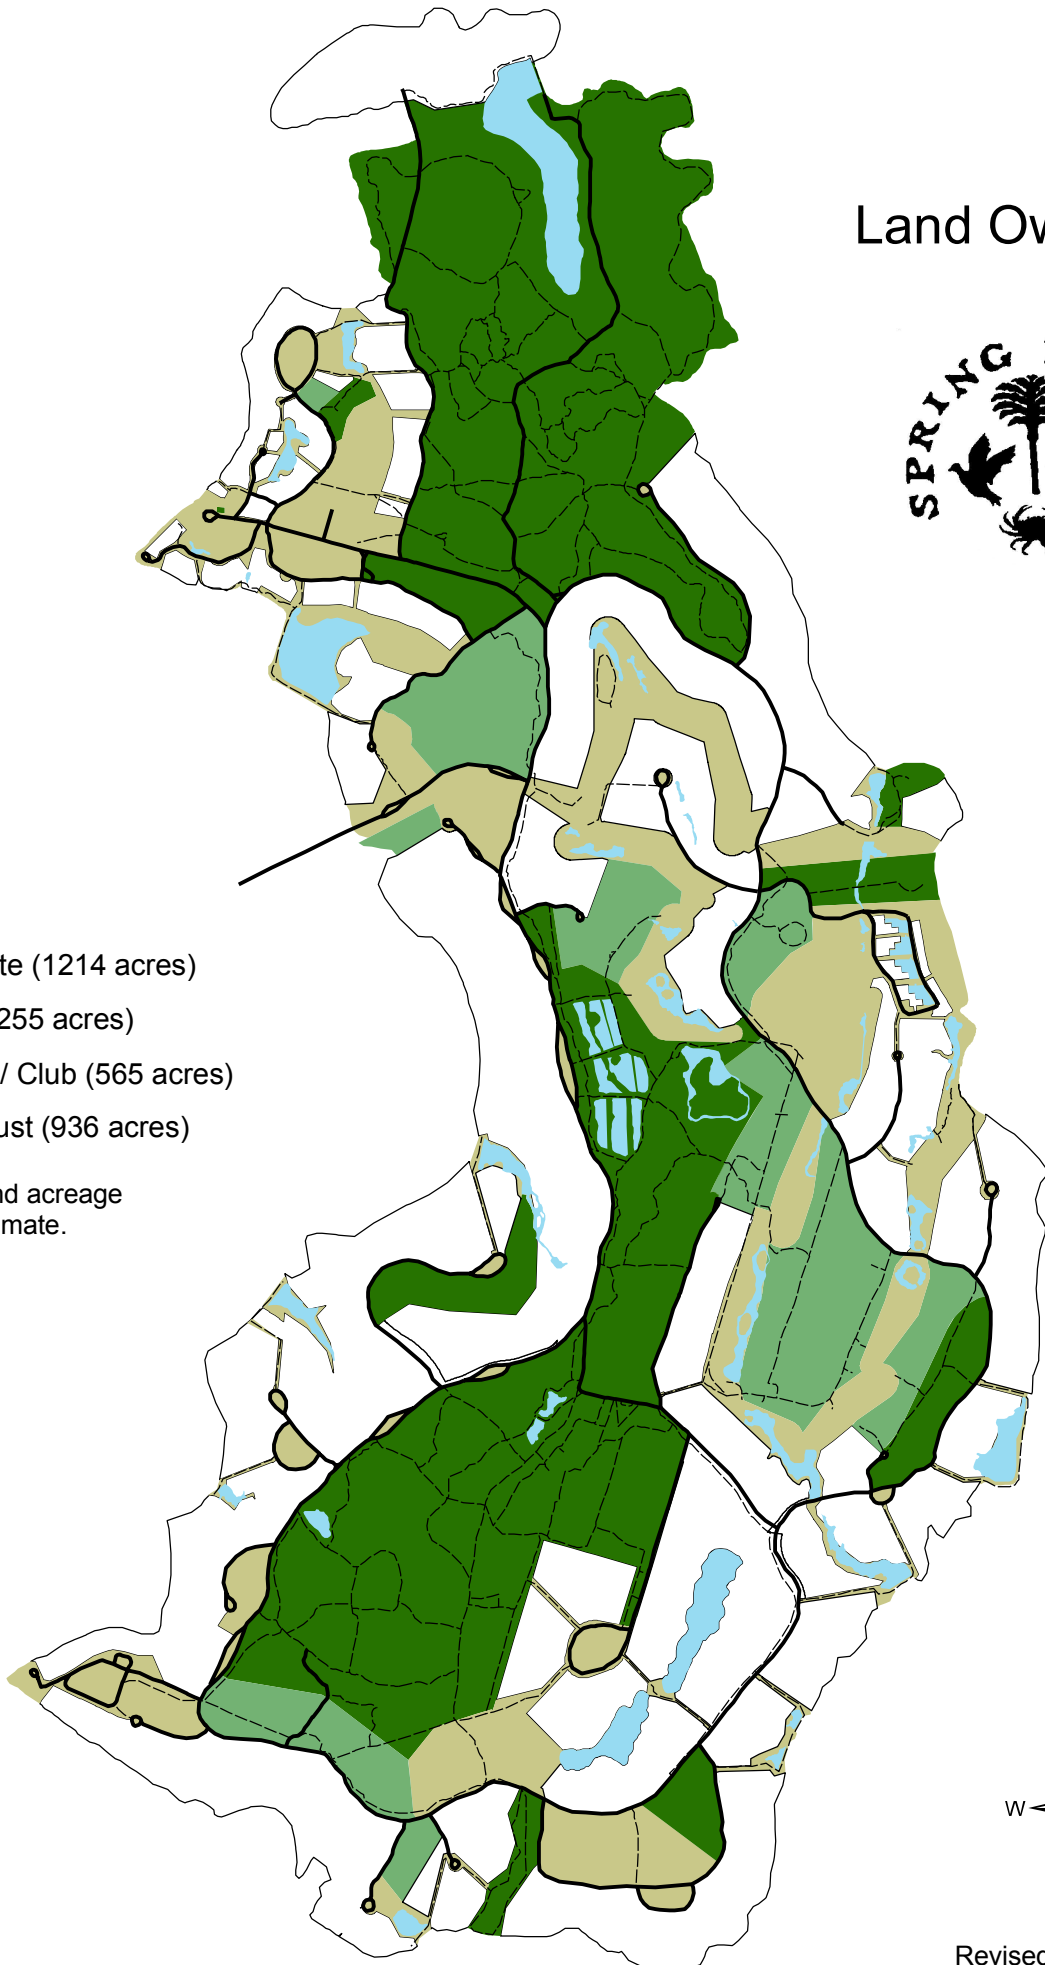 Land Ow
SPRING
te (1214 acres)
255 acres)
/ Club (565 acres)
ust (936 acres)
nd acreage
mate.
W
Revised